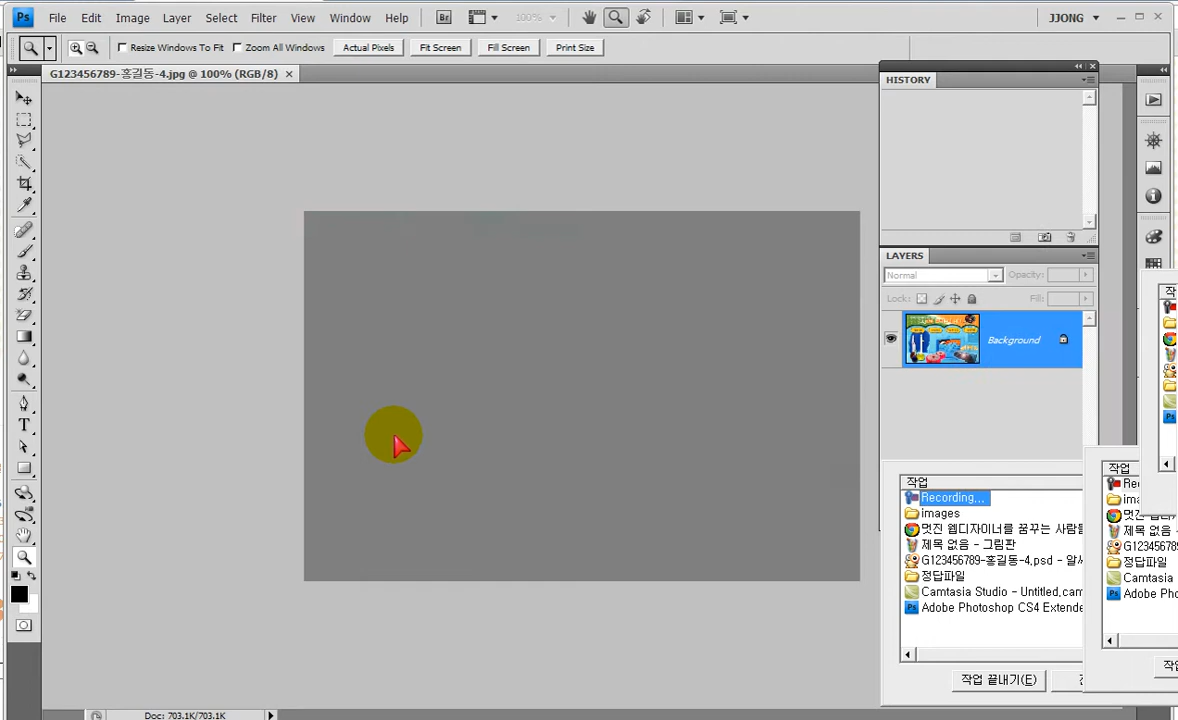 Ps File Edit Image Layer Select Filter View Window Help Br 100% JJONG
Resize Windows To Fit Zoom All Windows Actual Pixels Fit Screen Fill Screen Print Size
G123456789-홍길동-4.jpg @ 100% (RGB/8)
HISTORY
LAYERS
Normal Opacity:
Lock: Fill:
Background
작업
Recording...
images
멋진 웹디자이너를 꿈꾸는 사람들
제목 없음 - 그림판
G123456789-홍길동-4.psd - 알씨
정답파일
Camtasia Studio - Untitled.cam
Adobe Photoshop CS4 Extende
작업 끝내기(E)
작업
Re
ima
멋진
제목
G123456789
정답파일
Camtasia
Adobe Pho
Doc: 703.1K/703.1K